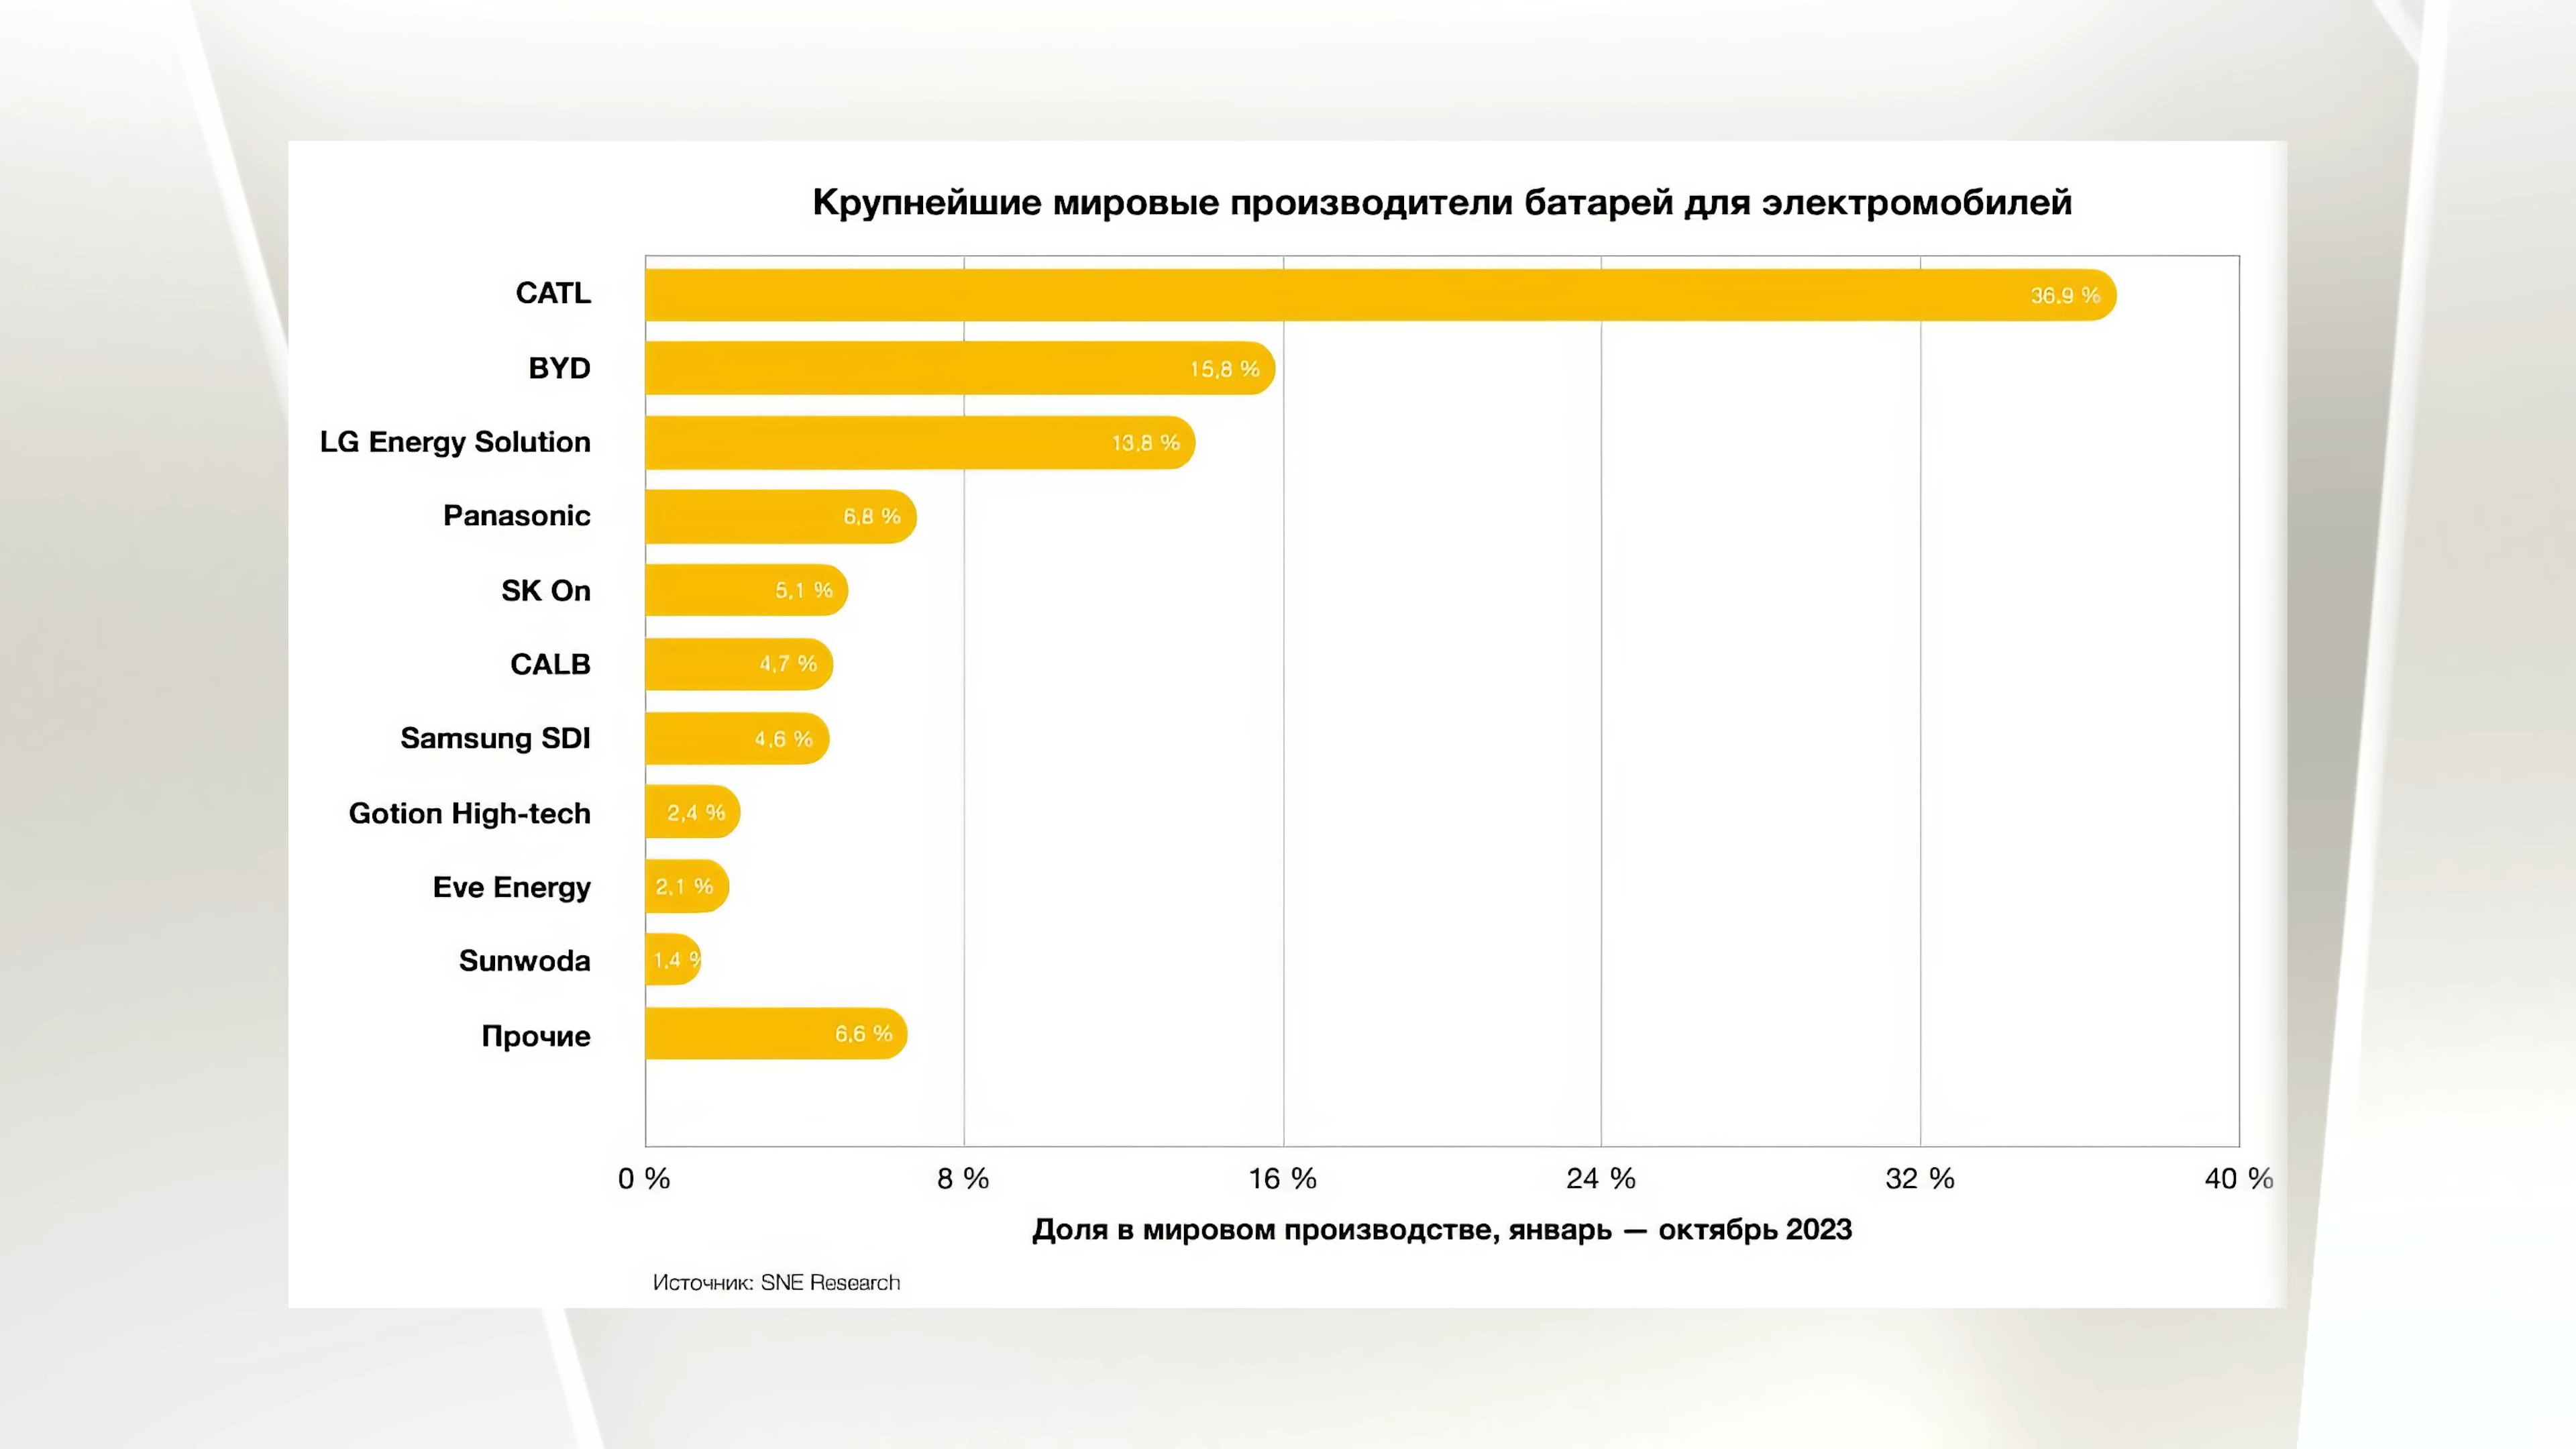 Крупнейшие мировые производители батарей для электромобилей
CATL
36.9 %
BYD
15,8 %
LG Energy Solution
13,8 %
Panasonic
6,8 %
SK On
5,1 %
CALB
4,7 %
Samsung SDI
4,6 %
Gotion High-tech
2,4 %
Eve Energy
2,1 %
Sunwoda
1,4 %
Прочие
6,6 %
0 % 8 % 16 % 24 % 32 % 40 %
Доля в мировом производстве, январь — октябрь 2023
Источник: SNE Research